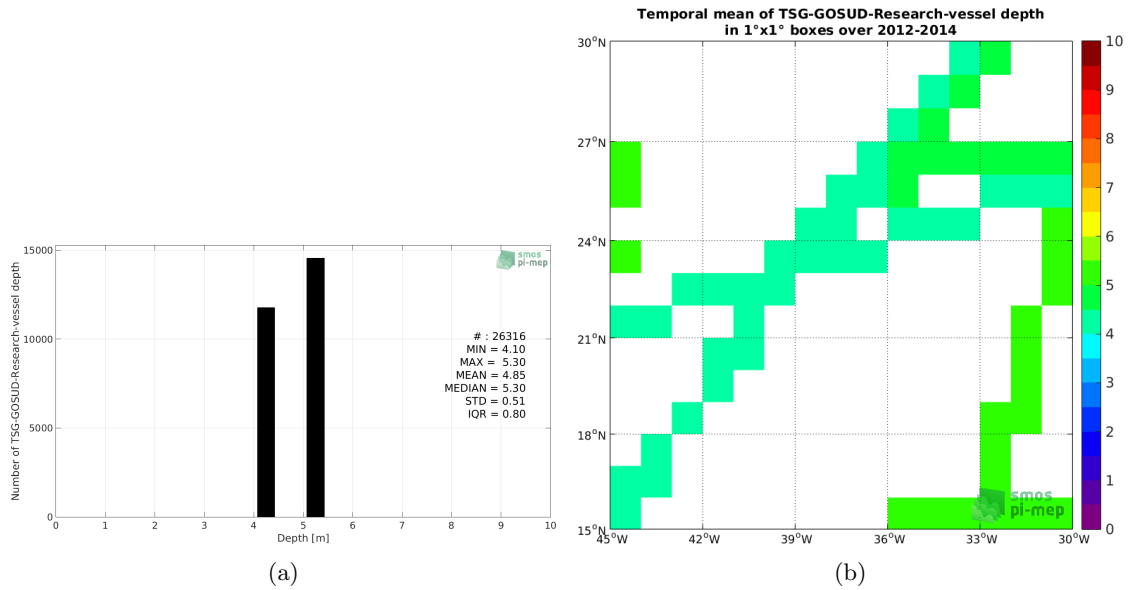 Number of TSG-GOSUD-Research-vessel depth
15000
10000
5000
0
smos
pi-mep
# : 26316
MIN = 4.10
MAX = 5.30
MEAN = 4.85
MEDIAN = 5.30
STD = 0.51
IQR = 0.80
0 1 2 3 4 5 6 7 8 9 10
Depth [m]
(a)
Temporal mean of TSG-GOSUD-Research-vessel depth
in 1°x1° boxes over 2012-2014
30°N
27°N
24°N
21°N
18°N
15°N
45°W 42°W 39°W 36°W 33°W 30°W
smos
pi-mep
10
9
8
7
6
5
4
3
2
1
0
(b)